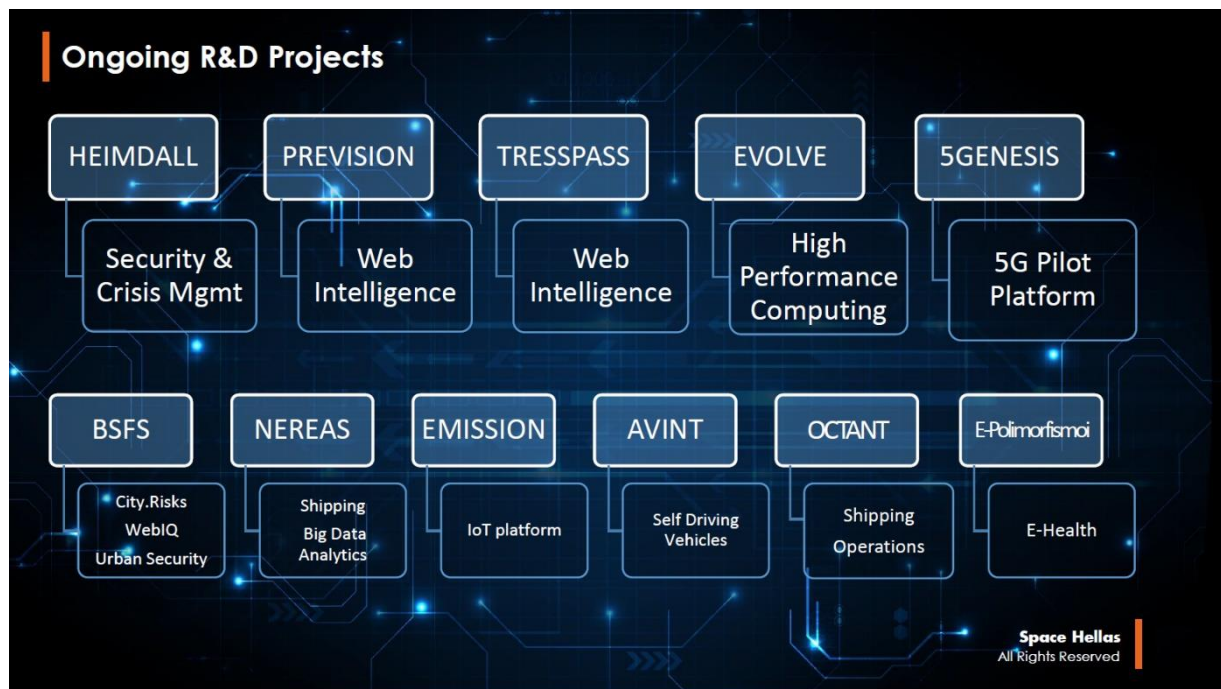 Ongoing R&D Projects
HEIMDALL
Security &
Crisis Mgmt
PREVISION
Web
Intelligence
TRESSPASS
Web
Intelligence
EVOLVE
High
Performance
Computing
5GENESIS
5G Pilot
Platform
BSFS
City.Risks
WebIQ
Urban Security
NEREAS
Shipping
Big Data
Analytics
EMISSION
IoT platform
AVINT
Self Driving
Vehicles
OCTANT
Shipping
Operations
E-Polimorfismoi
E-Health
Space Hellas
All Rights Reserved